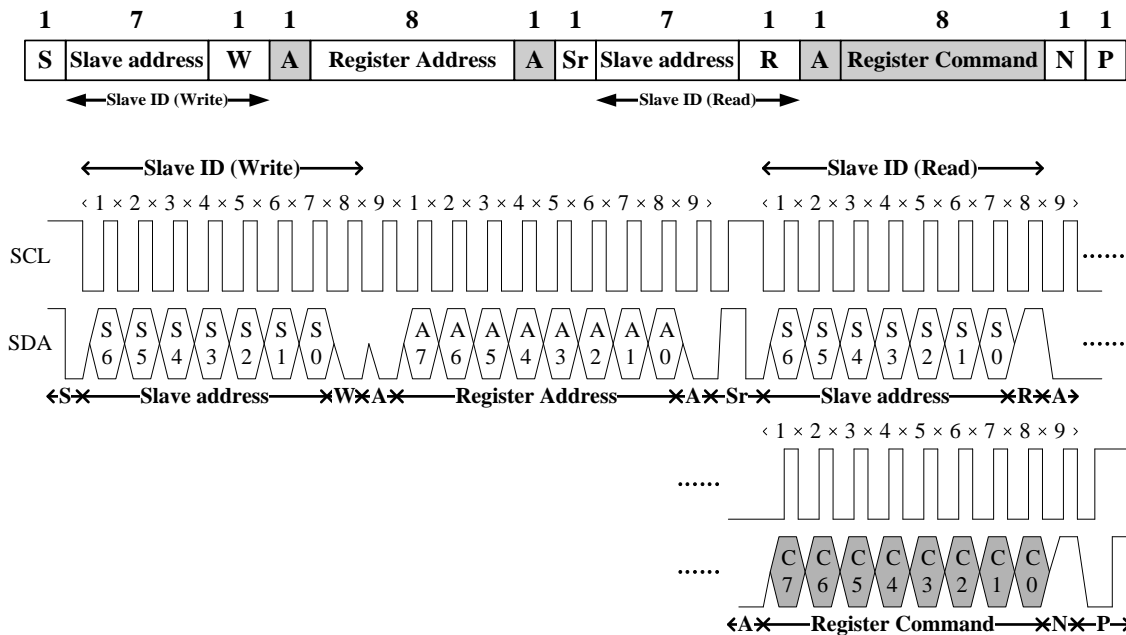 1 7 1 1 8 1 1 7 1 1 8 1 1
S Slave address W A Register Address A Sr Slave address R A Register Command N P
Slave ID (Write) Slave ID (Read)
Slave ID (Write) Slave ID (Read)
1 × 2 × 3 × 4 × 5 × 6 × 7 × 8 × 9 × 1 × 2 × 3 × 4 × 5 × 6 × 7 × 8 × 9 1 × 2 × 3 × 4 × 5 × 6 × 7 × 8 × 9
SCL ......
SDA S6 S5 S4 S3 S2 S1 S0 A7 A6 A5 A4 A3 A2 A1 A0 S6 S5 S4 S3 S2 S1 S0 ......
S Slave address W A Register Address A Sr Slave address R A
1 × 2 × 3 × 4 × 5 × 6 × 7 × 8 × 9
......
...... C7 C6 C5 C4 C3 C2 C1 C0
A Register Command N P